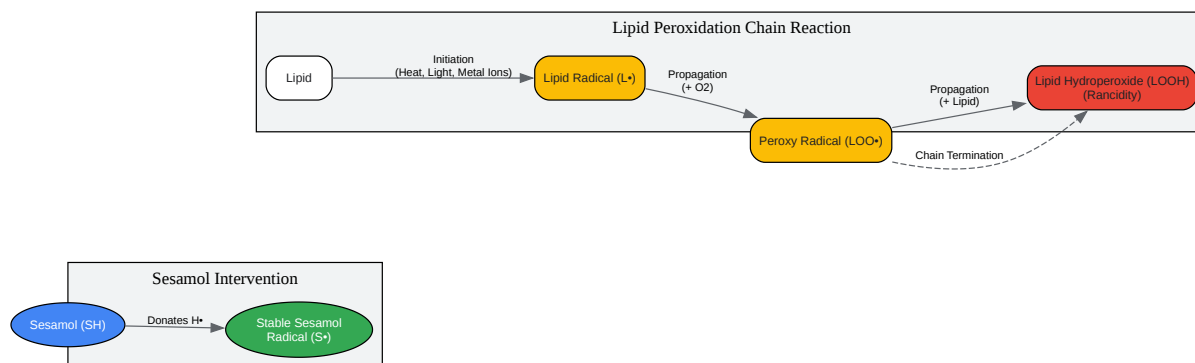 Lipid Peroxidation Chain Reaction
Lipid
Initiation
(Heat, Light, Metal Ions)
Lipid Radical (L•)
Propagation
(+ O2)
Peroxy Radical (LOO•)
Propagation
(+ Lipid)
Lipid Hydroperoxide (LOOH)
(Rancidity)
Chain Termination
Sesamol Intervention
Sesamol (SH)
Donates H•
Stable Sesamol
Radical (S•)